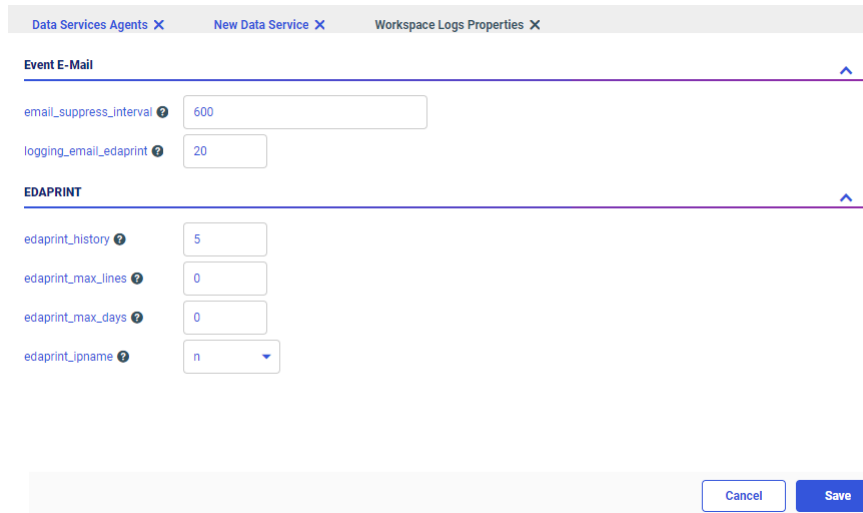 Data Services Agents New Data Service Workspace Logs Properties
Event E-Mail
email_suppress_interval 600
logging_email_edaprint 20
EDAPRINT
edaprint_history 5
edaprint_max_lines 0
edaprint_max_days 0
edaprint_ipname n
Cancel Save